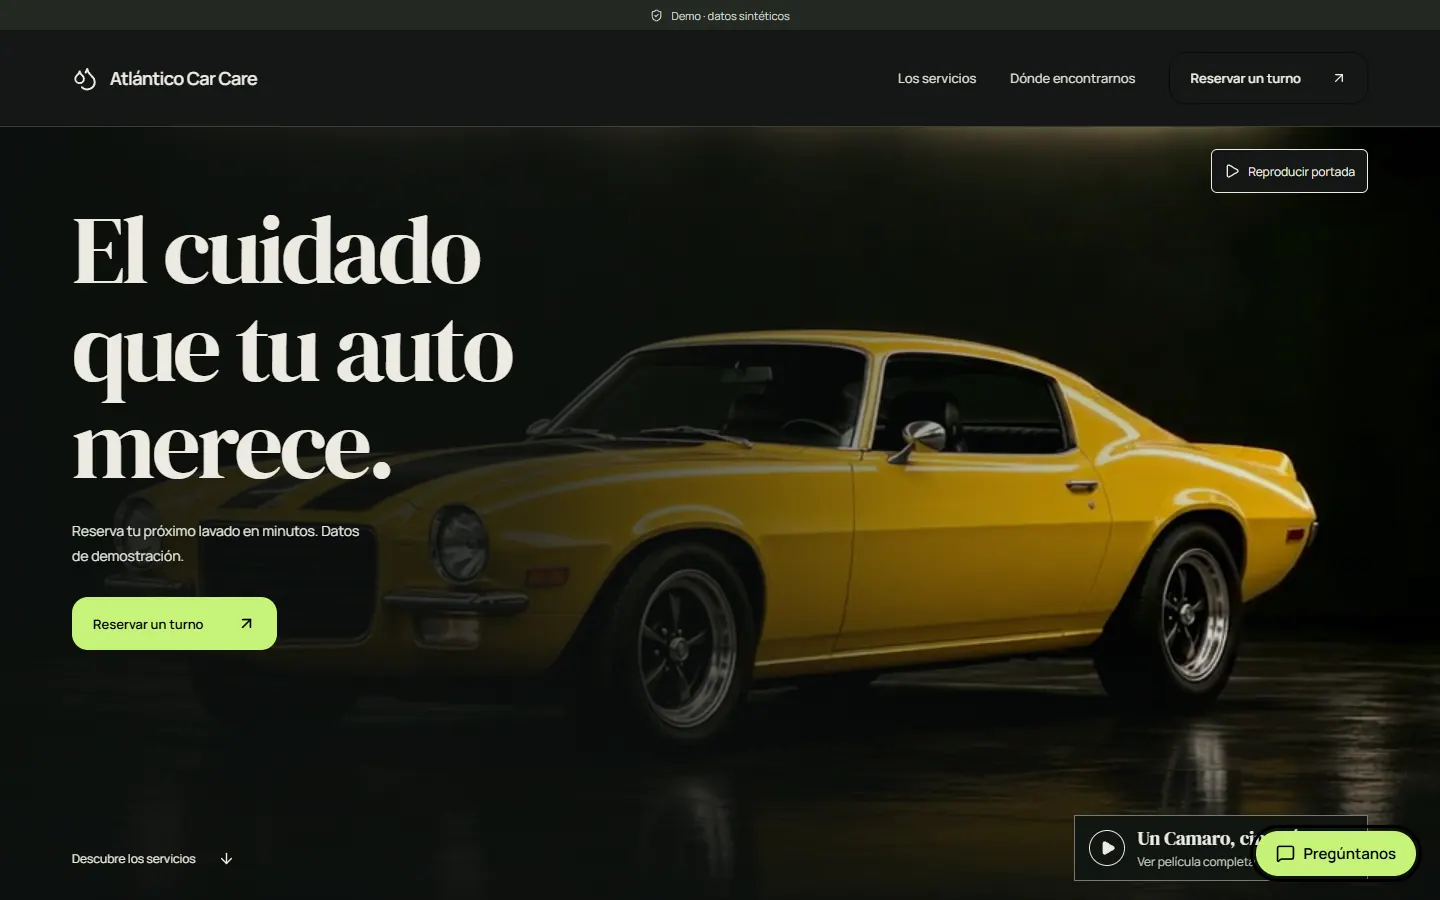 Demo · datos sintéticos
Atlántico Car Care
Los servicios
Dónde encontrarnos
Reservar un turno
Reproducir portada
El cuidado
que tu auto
merece.
Reserva tu próximo lavado en minutos. Datos
de demostración.
Reservar un turno
Descubre los servicios
Un Camaro,
Ver película completa
Pregúntanos